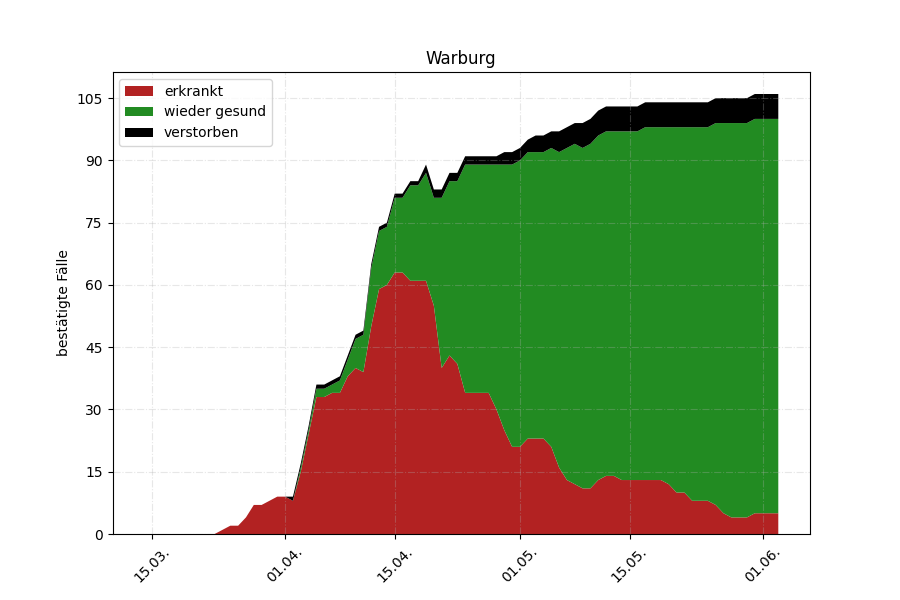 Warburg
erkrankt
wieder gesund
verstorben
bestätigte Fälle
105
90
75
60
45
30
15
0
15.03.
01.04.
15.04.
01.05.
15.05.
01.06.